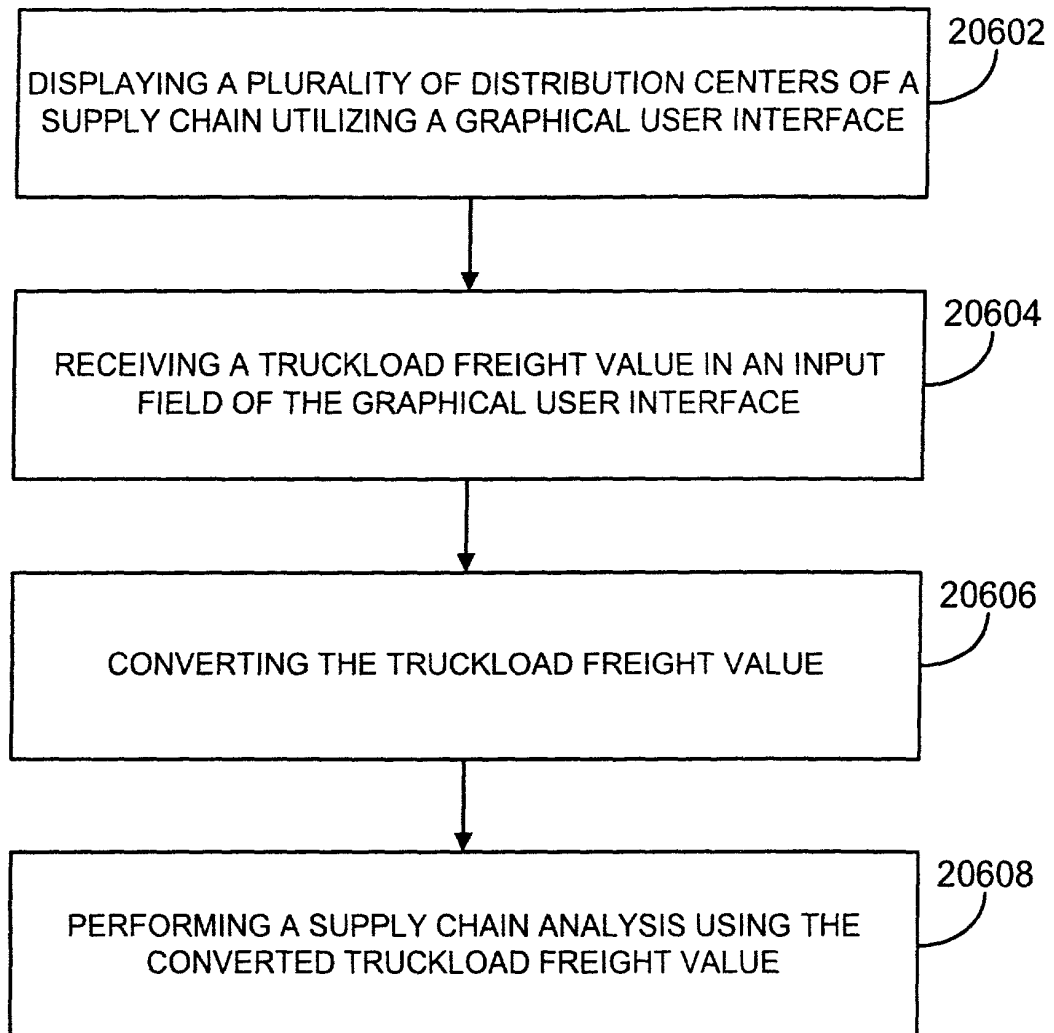 20602
DISPLAYING A PLURALITY OF DISTRIBUTION CENTERS OF A
SUPPLY CHAIN UTILIZING A GRAPHICAL USER INTERFACE
20604
RECEIVING A TRUCKLOAD FREIGHT VALUE IN AN INPUT
FIELD OF THE GRAPHICAL USER INTERFACE
20606
CONVERTING THE TRUCKLOAD FREIGHT VALUE
20608
PERFORMING A SUPPLY CHAIN ANALYSIS USING THE
CONVERTED TRUCKLOAD FREIGHT VALUE